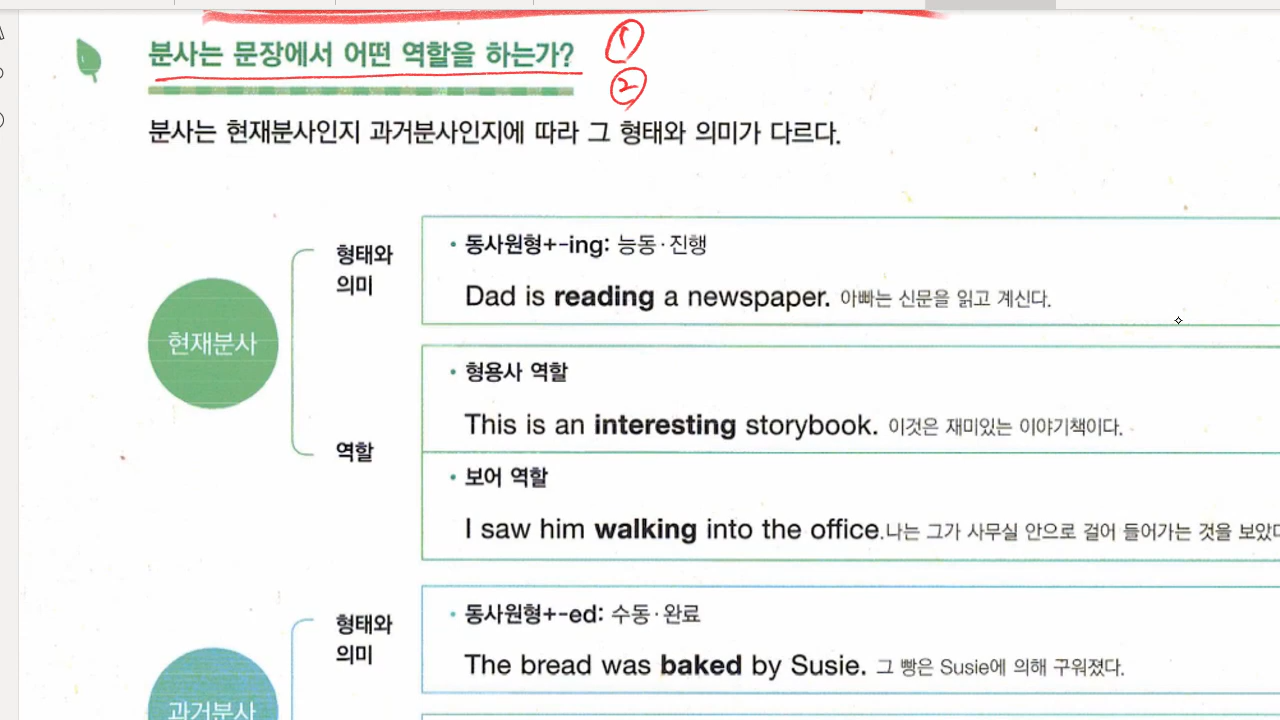 분사는 문장에서 어떤 역할을 하는가?
①
②
분사는 현재분사인지 과거분사인지에 따라 그 형태와 의미가 다르다.
현재분사
형태와
의미
• 동사원형+-ing: 능동·진행
Dad is reading a newspaper. 아빠는 신문을 읽고 계신다.
역할
• 형용사 역할
This is an interesting storybook. 이것은 재미있는 이야기책이다.
• 보어 역할
I saw him walking into the office.나는 그가 사무실 안으로 걸어 들어가는 것을 보았
과거분사
형태와
의미
• 동사원형+-ed: 수동·완료
The bread was baked by Susie. 그 빵은 Susie에 의해 구워졌다.